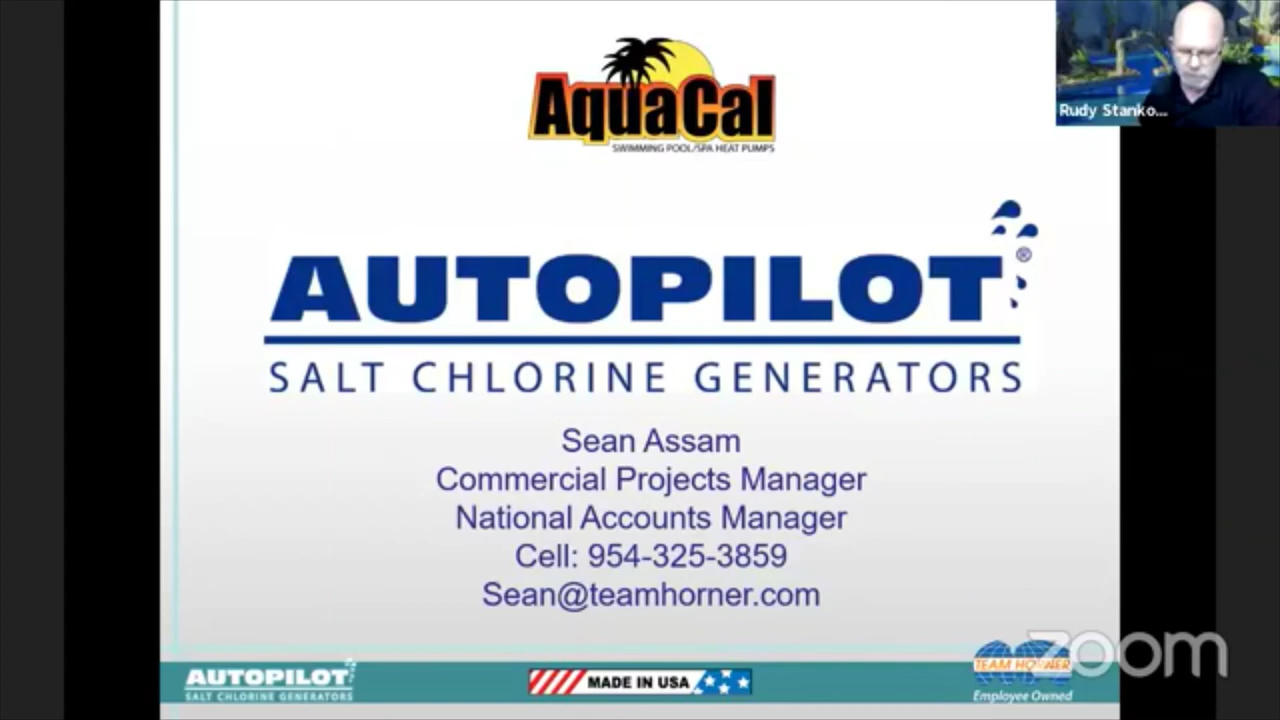 AquaCal
SWIMMING POOL/SPA HEAT PUMPS
Rudy Stanko...
AUTOPILOT®
SALT CHLORINE GENERATORS
Sean Assam
Commercial Projects Manager
National Accounts Manager
Cell: 954-325-3859
Sean@teamhorner.com
AUTOPILOT
SALT CHLORINE GENERATORS
MADE IN USA
TEAM HORNER
Employee Owned
zoom